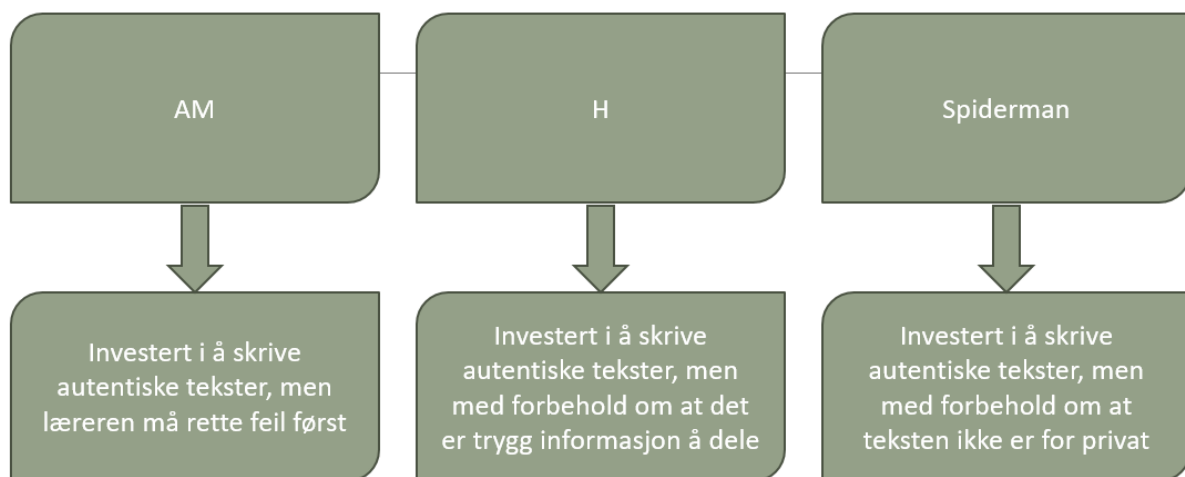 AM
H
Spiderman
Investert i å skrive
autentiske tekster, men
læreren må rette feil først
Investert i å skrive
autentiske tekster, men
med forbehold om at det
er trygg informasjon å dele
Investert i å skrive
autentiske tekster, men
med forbehold om at
teksten ikke er for privat